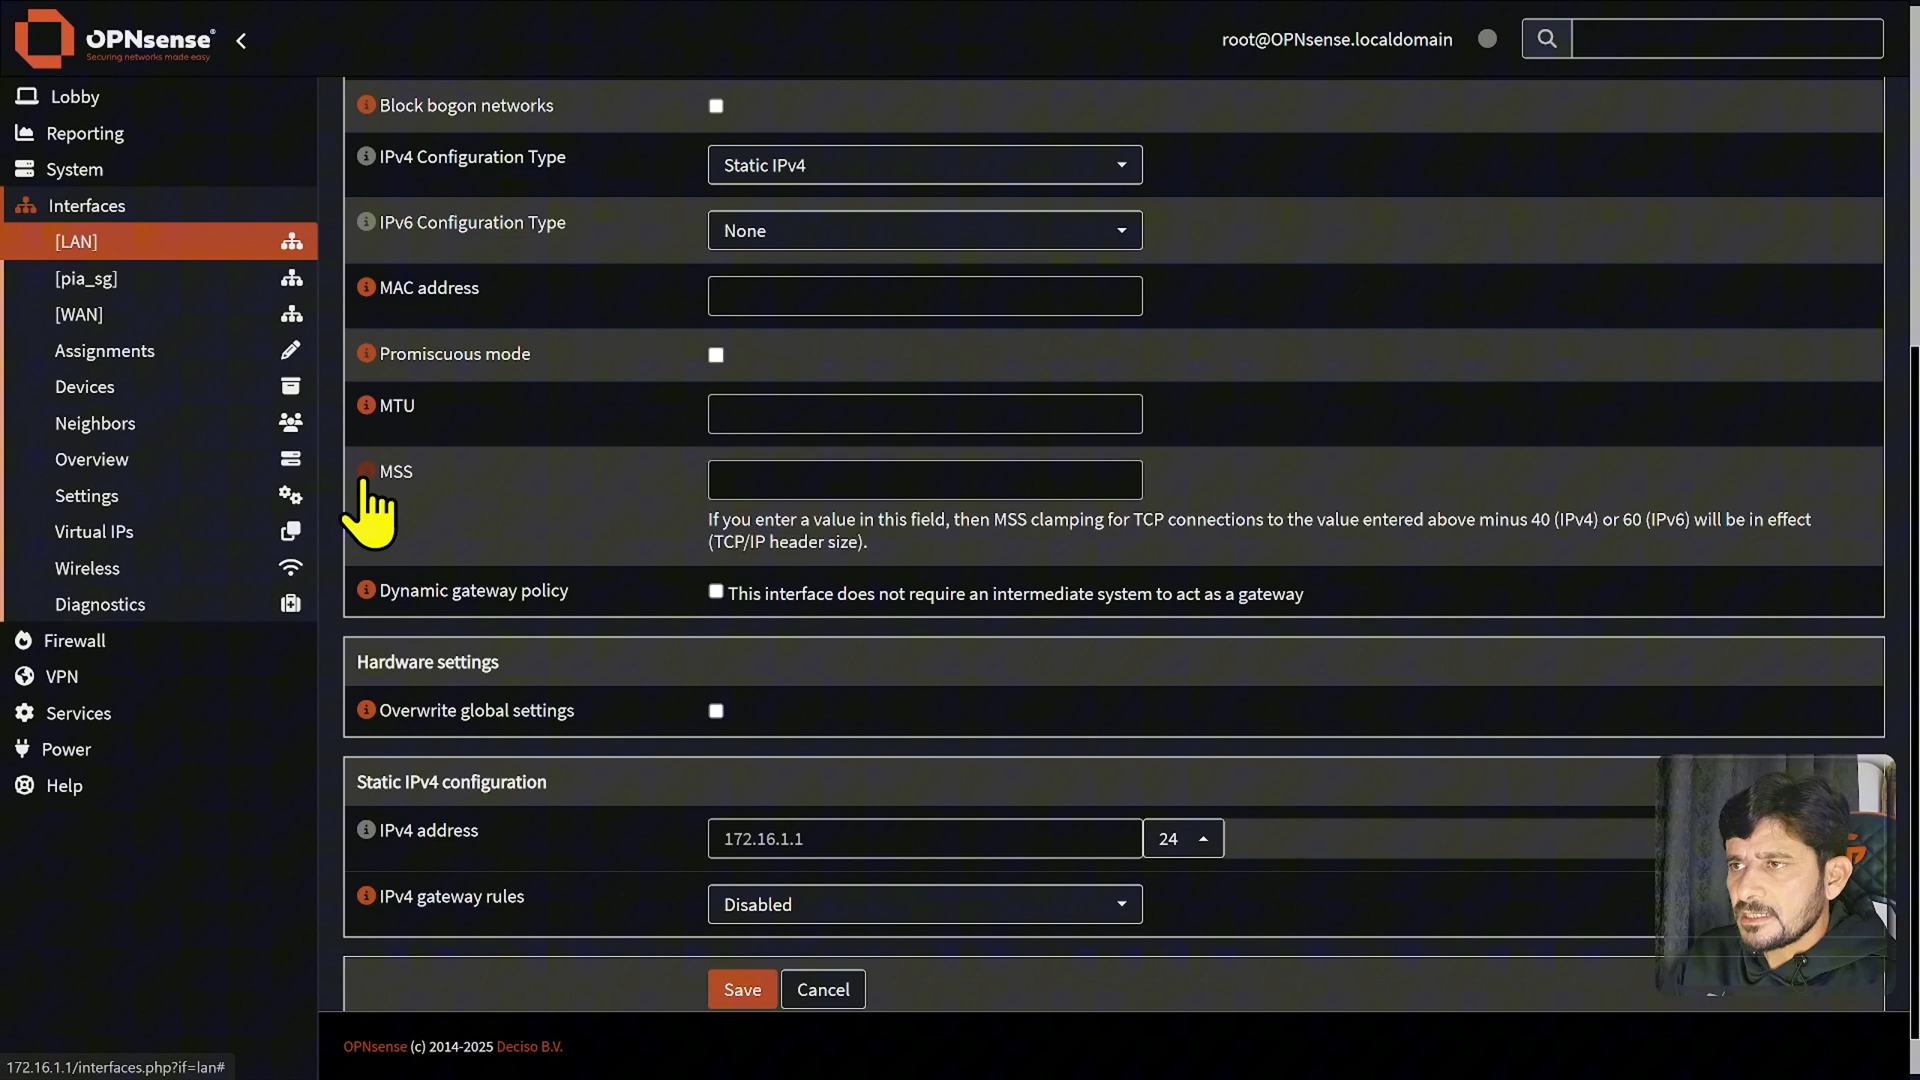 OPNsense®
Securing networks made easy
root@OPNsense.localdomain
Lobby
Reporting
System
Interfaces
[LAN]
[pia_sg]
[WAN]
Assignments
Devices
Neighbors
Overview
Settings
Virtual IPs
Wireless
Diagnostics
Firewall
VPN
Services
Power
Help
Block bogon networks
IPv4 Configuration Type
Static IPv4
IPv6 Configuration Type
None
MAC address
Promiscuous mode
MTU
MSS
If you enter a value in this field, then MSS clamping for TCP connections to the value entered above minus 40 (IPv4) or 60 (IPv6) will be in effect
(TCP/IP header size).
Dynamic gateway policy
This interface does not require an intermediate system to act as a gateway
Hardware settings
Overwrite global settings
Static IPv4 configuration
IPv4 address
172.16.1.1
24
IPv4 gateway rules
Disabled
Save
Cancel
OPNsense (c) 2014-2025 Deciso B.V.
172.16.1.1/interfaces.php?if=lan#